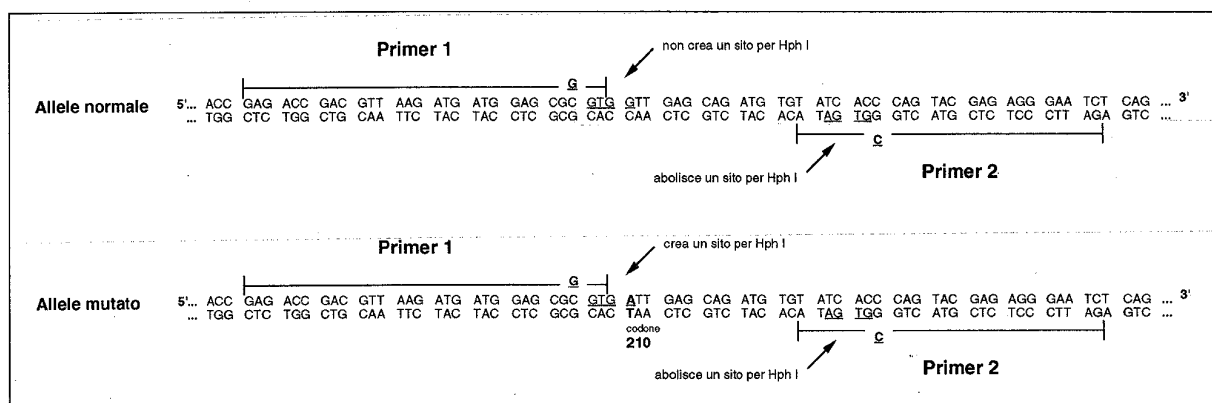 Primer 1
non crea un sito per Hph I
G
Allele normale
5'... ACC GAG ACC GAC GTT AAG ATG ATG GAG CGC GTG GTT GAG CAG ATG TGT ATC ACC CAG TAC GAG AGG GAA TCT CAG ... 3'
... TGG CTC TGG CTG CAA TTC TAC TAC CTC GCG CAC CAA CTC GTC TAC ACA TAG TGG GTC ATG CTC TCC CTT AGA GTC ...
C
abolisce un sito per Hph I
Primer 2
Primer 1
crea un sito per Hph I
G
Allele mutato
5'... ACC GAG ACC GAC GTT AAG ATG ATG GAG CGC GTG ATT GAG CAG ATG TGT ATC ACC CAG TAC GAG AGG GAA TCT CAG ... 3'
... TGG CTC TGG CTG CAA TTC TAC TAC CTC GCG CAC TAA CTC GTC TAC ACA TAG TGG GTC ATG CTC TCC CTT AGA GTC ...
codone
210
C
abolisce un sito per Hph I
Primer 2